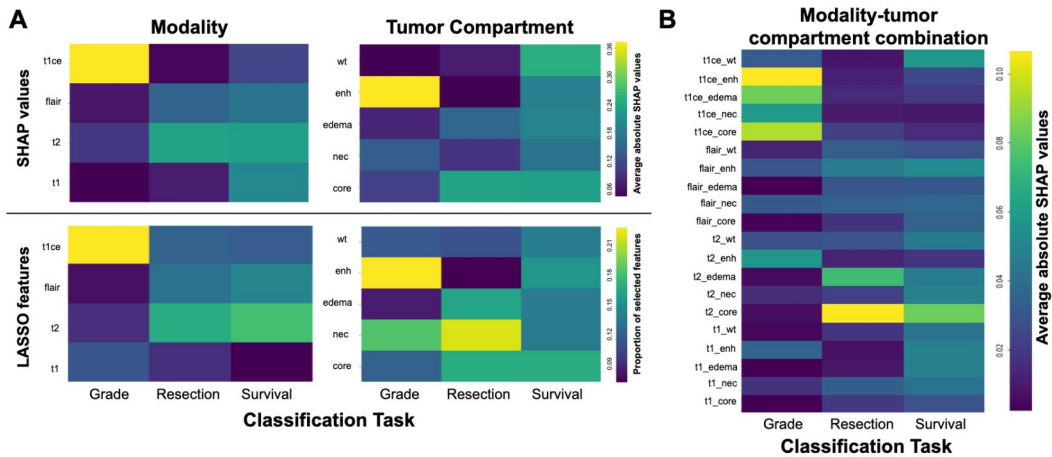 A
Modality
Tumor Compartment
SHAP values
t1ce
flair
t2
t1
wt
enh
edema
nec
core
0.36
0.30
0.24
0.18
0.12
0.06
Average absolute SHAP values
LASSO features
t1ce
flair
t2
t1
Grade
Resection
Survival
wt
enh
edema
nec
core
Grade
Resection
Survival
0.21
0.18
0.15
0.12
0.09
Proportion of selected features
Classification Task
B
Modality-tumor
compartment combination
t1ce_wt
t1ce_enh
t1ce_edema
t1ce_nec
t1ce_core
flair_wt
flair_enh
flair_edema
flair_nec
flair_core
t2_wt
t2_enh
t2_edema
t2_nec
t2_core
t1_wt
t1_enh
t1_edema
t1_nec
t1_core
Grade
Resection
Survival
Classification Task
0.10
0.08
0.06
0.04
0.02
Average absolute SHAP values